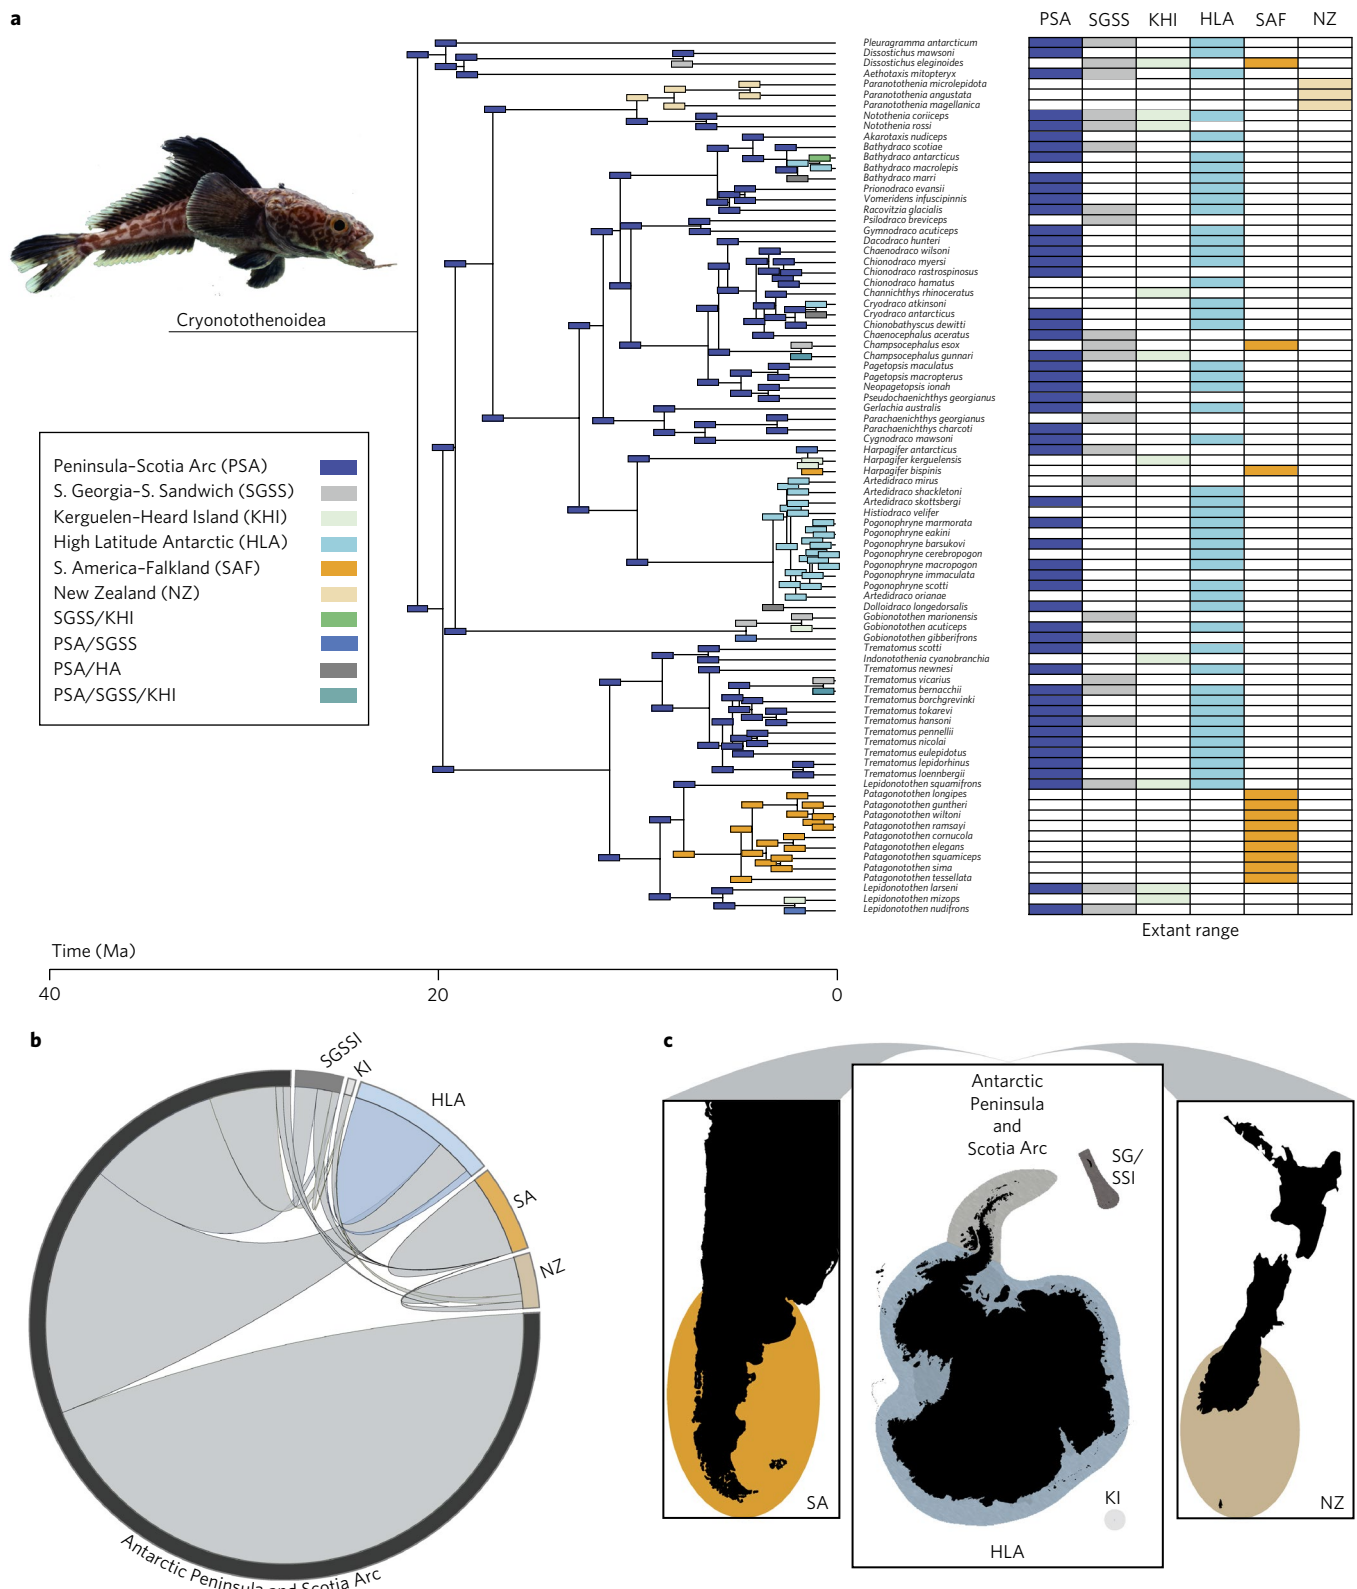 a
PSA SGSS KHI HLA SAF NZ
Pleuragramma antarcticum
Dissostichus mawsoni
Dissostichus eleginoides
Aethotaxis mitopteryx
Paranotothenia microlepidota
Paranotothenia angustata
Paranotothenia magellanica
Notothenia coriiceps
Notothenia rossi
Akarotaxis nudiceps
Bathydraco scotiae
Bathydraco antarcticus
Bathydraco macrolepis
Bathydraco marri
Prionodraco evansii
Vomeridens infuscipinnis
Racovitzia glacialis
Psilodraco breviceps
Gymnodraco acuticeps
Dacodraco hunteri
Chaenodraco wilsoni
Chionodraco myersi
Chionodraco rastrospinosus
Chionodraco hamatus
Channichthys rhinoceratus
Cryodraco atkinsoni
Cryodraco antarcticus
Chionobathyscus dewitti
Chaenocephalus aceratus
Champsocephalus esox
Champsocephalus gunnari
Pagetopsis maculatus
Pagetopsis macropterus
Neopagetopsis ionah
Pseudochaenichthys georgianus
Gerlachia australis
Parachaenichthys georgianus
Parachaenichthys charcoti
Cygnodraco mawsoni
Harpagifer antarcticus
Harpagifer kerguelensis
Harpagifer bispinis
Artedidraco mirus
Artedidraco shackletoni
Artedidraco skottsbergi
Histiodraco velifer
Pogonophryne marmorata
Pogonophryne eakini
Pogonophryne barsukovi
Pogonophryne cerebropogon
Pogonophryne macropogon
Pogonophryne immaculata
Pogonophryne scotti
Artedidraco orianae
Dolloidraco longedorsalis
Gobionotothen marionensis
Gobionotothen acuticeps
Gobionotothen gibberifrons
Trematomus scotti
Indonotothenia cyanobranchia
Trematomus newnesi
Trematomus vicarius
Trematomus bernacchii
Trematomus borchgrevinki
Trematomus tokarevi
Trematomus hansoni
Trematomus pennellii
Trematomus nicolai
Trematomus eulepidotus
Trematomus lepidorhinus
Trematomus loennbergii
Lepidonotothen squamifrons
Patagonotothen longipes
Patagonotothen guntheri
Patagonotothen wiltoni
Patagonotothen ramsayi
Patagonotothen cornucola
Patagonotothen elegans
Patagonotothen squamiceps
Patagonotothen sima
Patagonotothen tessellata
Lepidonotothen larseni
Lepidonotothen mizops
Lepidonotothen nudifrons
Extant range
Cryonotothenoidea
Peninsula–Scotia Arc (PSA)
S. Georgia–S. Sandwich (SGSS)
Kerguelen–Heard Island (KHI)
High Latitude Antarctic (HLA)
S. America–Falkland (SAF)
New Zealand (NZ)
SGSS/KHI
PSA/SGSS
PSA/HA
PSA/SGSS/KHI
Time (Ma)
40 20 0
b
SGSSI
KI
HLA
SA
NZ
Antarctic Peninsula and Scotia Arc
c
SA
Antarctic
Peninsula
and
Scotia Arc
SG/
SSI
KI
HLA
NZ